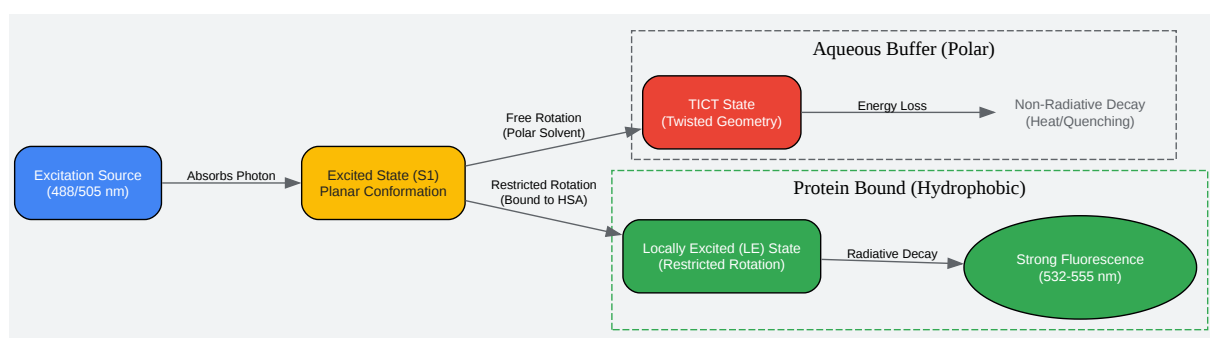 Excitation Source
(488/505 nm)
Absorbs Photon
Excited State (S1)
Planar Conformation
Free Rotation
(Polar Solvent)
Restricted Rotation
(Bound to HSA)
Aqueous Buffer (Polar)
TICT State
(Twisted Geometry)
Energy Loss
Non-Radiative Decay
(Heat/Quenching)
Protein Bound (Hydrophobic)
Locally Excited (LE) State
(Restricted Rotation)
Radiative Decay
Strong Fluorescence
(532-555 nm)